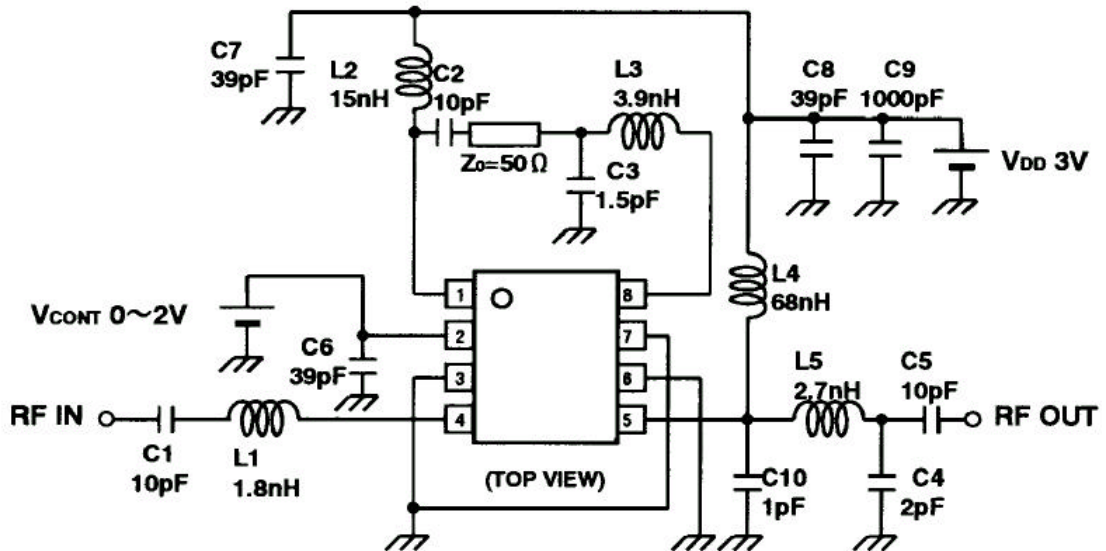 C7
39pF
L2
15nH
C2
10pF
L3
3.9nH
C8
39pF
C9
1000pF
Z0=50Ω
C3
1.5pF
VDD 3V
VCONT 0～2V
L4
68nH
1
2
3
4
8
7
6
5
C6
39pF
RF IN
C1
10pF
L1
1.8nH
(TOP VIEW)
L5
2.7nH
C5
10pF
RF OUT
C10
1pF
C4
2pF